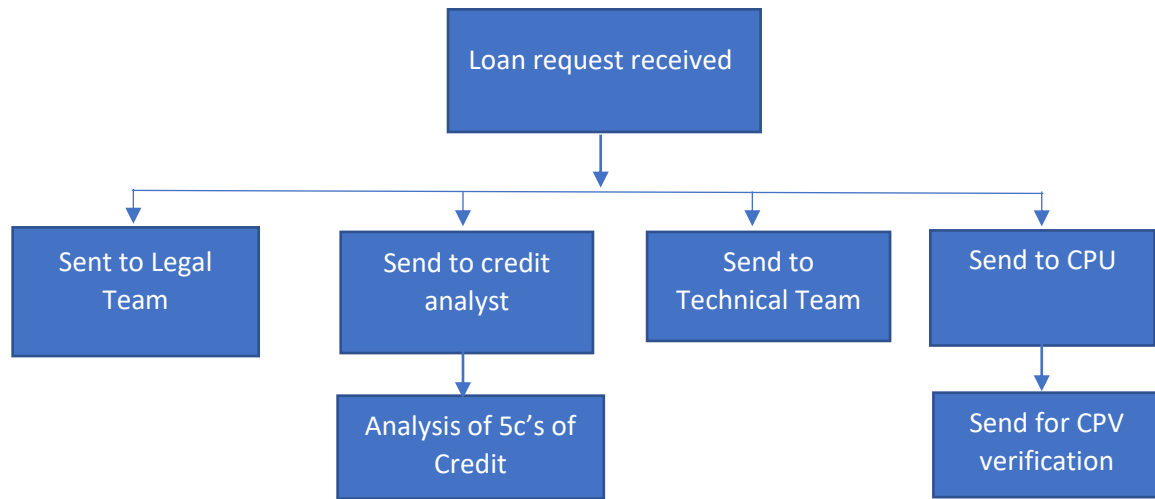 Loan request received
Sent to Legal
Team
Send to credit
analyst
Send to
Technical Team
Send to CPU
Analysis of 5c’s of
Credit
Send for CPV
verification